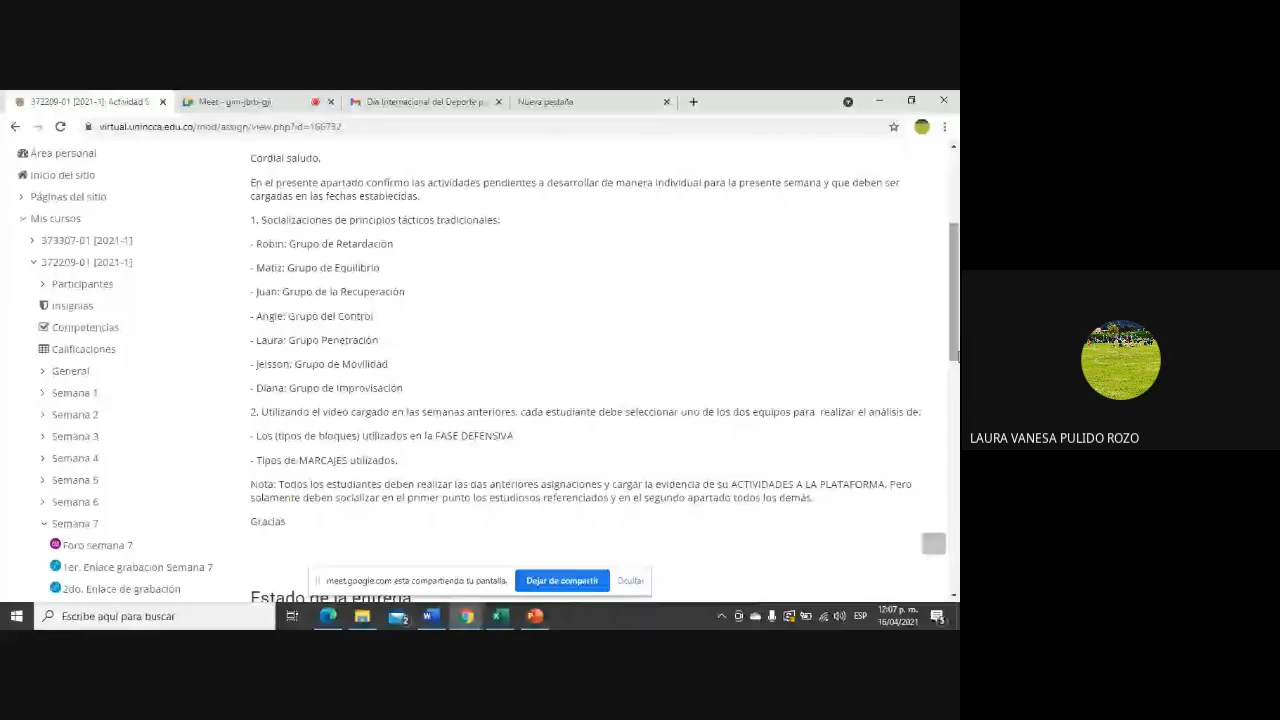 372209-01 [2021-1]: Actividad S
Meet - yim-jbrb-gji
Día Internacional del Deporte p
Nueva pestaña
virtual.unincca.edu.co/mod/assign/view.php?id=166732
Área personal
Inicio del sitio
Páginas del sitio
Mis cursos
373307-01 [2021-1]
372209-01 [2021-1]
Participantes
Insignias
Competencias
Calificaciones
General
Semana 1
Semana 2
Semana 3
Semana 4
Semana 5
Semana 6
Semana 7
Foro semana 7
1er. Enlace grabación Semana 7
2do. Enlace de grabación
Cordial saludo,
En el presente apartado confirmo las actividades pendientes a desarrollar de manera individual para la presente semana y que deben ser
cargadas en las fechas establecidas.
1. Socializaciones de principios tácticos tradicionales:
- Robin: Grupo de Retardación
- Matiz: Grupo de Equilibrio
- Juan: Grupo de la Recuperación
- Angie: Grupo del Control
- Laura: Grupo Penetración
- Jeisson: Grupo de Movilidad
- Diana: Grupo de Improvisación
2. Utilizando el video cargado en las semanas anteriores, cada estudiante debe seleccionar uno de los dos equipos para realizar el análisis de:
- Los (tipos de bloques) utilizados en la FASE DEFENSIVA
- Tipos de MARCAJES utilizados.
Nota: Todos los estudiantes deben realizar las das anteriores asignaciones y cargar la evidencia de su ACTIVIDADES A LA PLATAFORMA. Pero
solamente deben socializar en el primer punto los estudiosos referenciados y en el segundo apartado todos los demás.
Gracias
Estado de la entrega
meet.google.com está compartiendo tu pantalla.
Dejar de compartir
Ocultar
Escribe aquí para buscar
ESP
12:07 p. m.
16/04/2021
LAURA VANESA PULIDO ROZO